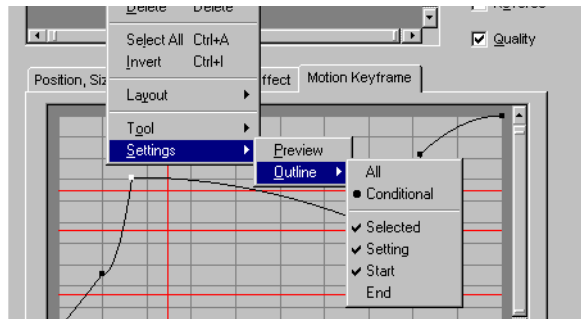 Delete Delete
Reverse
Select All Ctrl+A
Quality
Invert Ctrl+I
Position, Siz
ffect
Motion Keyframe
Layout
Tool
Settings
Preview
Outline
All
Conditional
Selected
Setting
Start
End